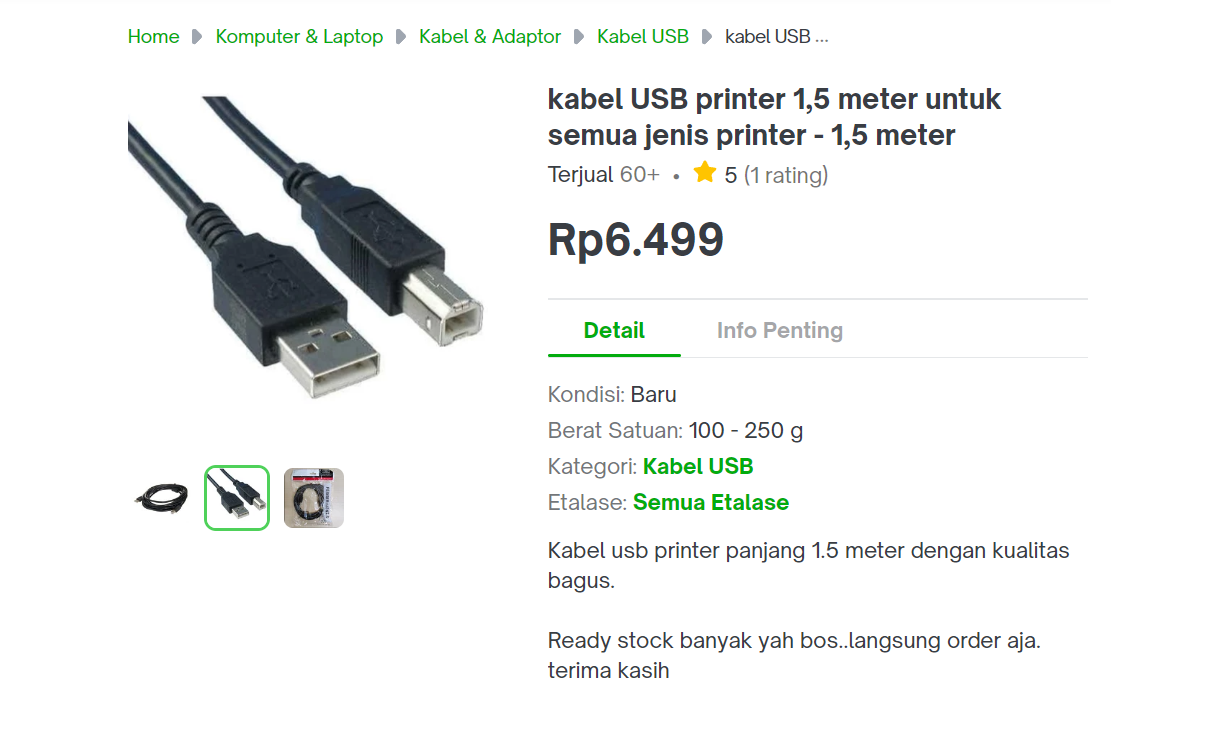 Home Komputer & Laptop Kabel & Adaptor Kabel USB kabel USB ...
kabel USB printer 1,5 meter untuk
semua jenis printer - 1,5 meter
Terjual 60+ • 5 (1 rating)
Rp6.499
Detail Info Penting
Kondisi: Baru
Berat Satuan: 100 - 250 g
Kategori: Kabel USB
Etalase: Semua Etalase
Kabel usb printer panjang 1.5 meter dengan kualitas
bagus.
Ready stock banyak yah bos..langsung order aja.
terima kasih